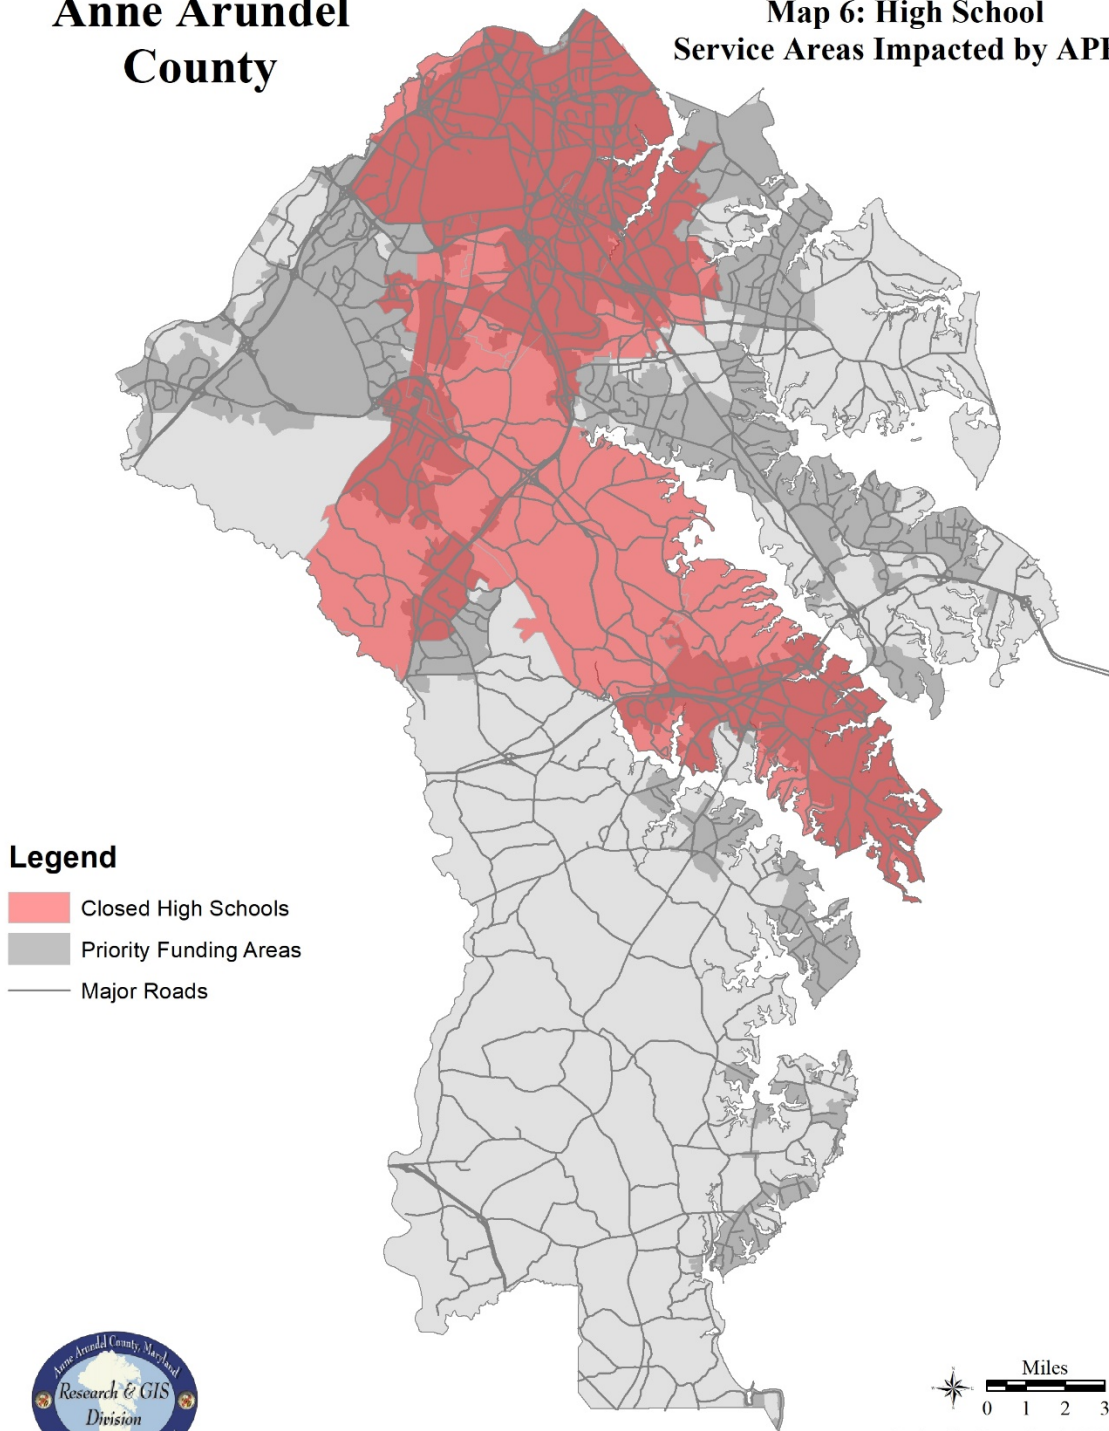 Anne Arundel
County
Map 6: High School
Service Areas Impacted by
Legend
Closed High Schools
Priority Funding Areas
Major Roads
Anne Arundel County, Maryland
Research & GIS
Division
Miles
0 1 2 3